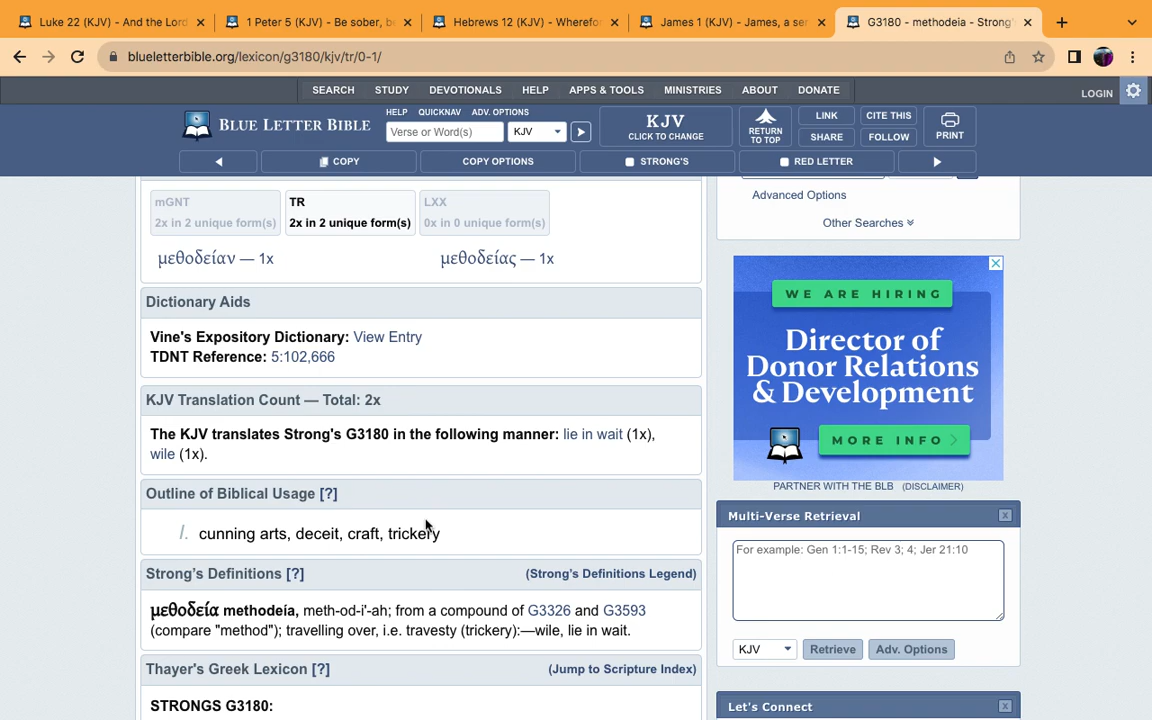 Luke 22 (KJV) - And the Lord
1 Peter 5 (KJV) - Be sober, be
Hebrews 12 (KJV) - Wherefor
James 1 (KJV) - James, a ser
G3180 - methodeia - Strong'
blueletterbible.org/lexicon/g3180/kjv/tr/0-1/
SEARCH STUDY DEVOTIONALS HELP APPS & TOOLS MINISTRIES ABOUT DONATE
LOGIN
BLUE LETTER BIBLE
HELP QUICKNAV ADV. OPTIONS
Verse or Word(s)
KJV
KJV
CLICK TO CHANGE
RETURN
TO TOP
LINK
CITE THIS
SHARE
FOLLOW
PRINT
COPY
COPY OPTIONS
STRONG'S
RED LETTER
mGNT
2x in 2 unique form(s)
TR
2x in 2 unique form(s)
LXX
0x in 0 unique form(s)
μεθοδείαν — 1x
μεθοδείας — 1x
Dictionary Aids
Vine's Expository Dictionary: View Entry
TDNT Reference: 5:102,666
KJV Translation Count — Total: 2x
The KJV translates Strong's G3180 in the following manner: lie in wait (1x),
wile (1x).
Outline of Biblical Usage [?]
I. cunning arts, deceit, craft, trickery
Strong's Definitions [?]
(Strong's Definitions Legend)
μεθοδεία methodeía, meth-od-i'-ah; from a compound of G3326 and G3593
(compare "method"); travelling over, i.e. travesty (trickery):—wile, lie in wait.
Thayer's Greek Lexicon [?]
(Jump to Scripture Index)
STRONGS G3180:
Advanced Options
Other Searches
WE ARE HIRING
Director of
Donor Relations
& Development
MORE INFO
PARTNER WITH THE BLB (DISCLAIMER)
Multi-Verse Retrieval
For example: Gen 1:1-15; Rev 3; 4; Jer 21:10
KJV
Retrieve
Adv. Options
Let's Connect